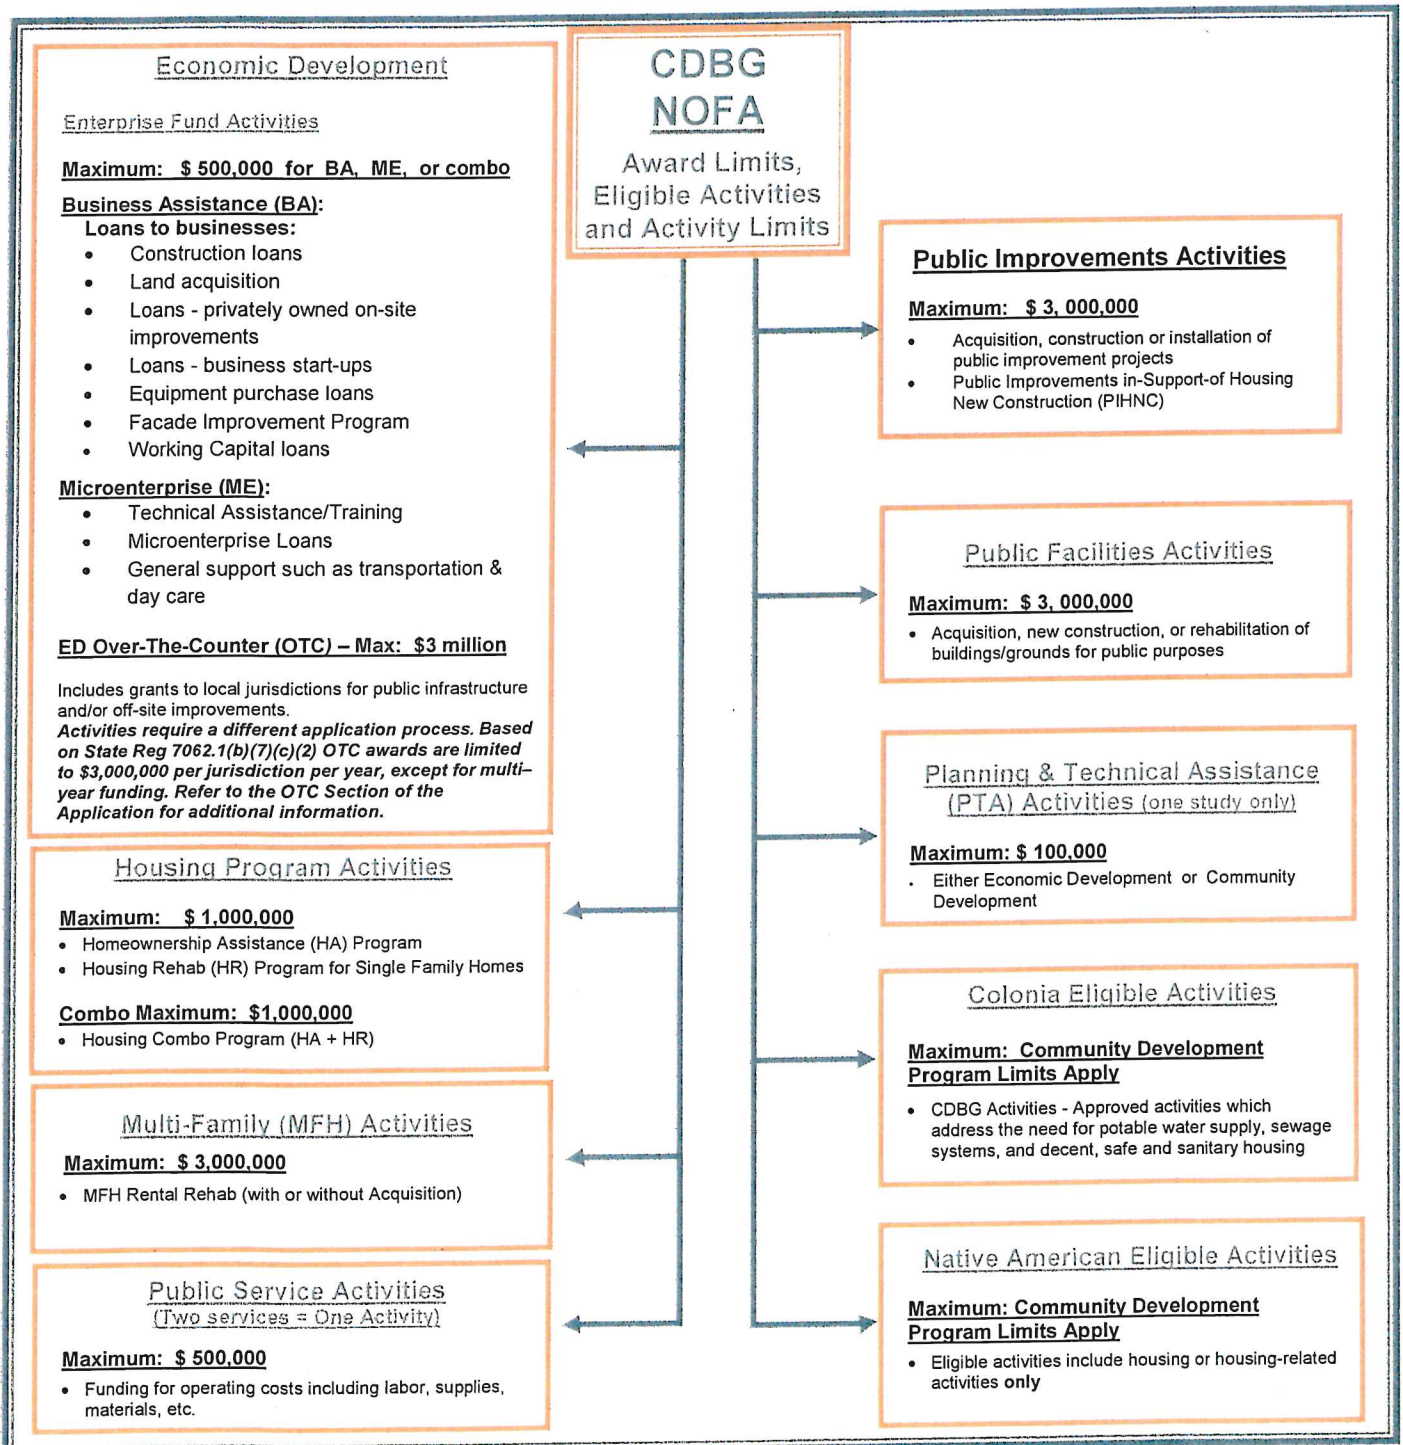 CDBG
NOFA
Award Limits,
Eligible Activities
and Activity Limits
Economic Development
Enterprise Fund Activities
Maximum: $ 500,000 for BA, ME, or combo
Business Assistance (BA):
Loans to businesses:
• Construction loans
• Land acquisition
• Loans - privately owned on-site
improvements
• Loans - business start-ups
• Equipment purchase loans
• Facade Improvement Program
• Working Capital loans
Microenterprise (ME):
• Technical Assistance/Training
• Microenterprise Loans
• General support such as transportation &
day care
ED Over-The-Counter (OTC) – Max: $3 million
Includes grants to local jurisdictions for public infrastructure
and/or off-site improvements.
Activities require a different application process. Based
on State Reg 7062.1(b)(7)(c)(2) OTC awards are limited
to $3,000,000 per jurisdiction per year, except for multi–
year funding. Refer to the OTC Section of the
Application for additional information.
Housing Program Activities
Maximum: $ 1,000,000
• Homeownership Assistance (HA) Program
• Housing Rehab (HR) Program for Single Family Homes
Combo Maximum: $1,000,000
• Housing Combo Program (HA + HR)
Multi-Family (MFH) Activities
Maximum: $ 3,000,000
• MFH Rental Rehab (with or without Acquisition)
Public Service Activities
(Two services = One Activity)
Maximum: $ 500,000
• Funding for operating costs including labor, supplies,
materials, etc.
Public Improvements Activities
Maximum: $ 3, 000,000
• Acquisition, construction or installation of
public improvement projects
• Public Improvements in-Support-of Housing
New Construction (PIHNC)
Public Facilities Activities
Maximum: $ 3, 000,000
• Acquisition, new construction, or rehabilitation of
buildings/grounds for public purposes
Planning & Technical Assistance
(PTA) Activities (one study only)
Maximum: $ 100,000
• Either Economic Development or Community
Development
Colonia Eligible Activities
Maximum: Community Development
Program Limits Apply
• CDBG Activities - Approved activities which
address the need for potable water supply, sewage
systems, and decent, safe and sanitary housing
Native American Eligible Activities
Maximum: Community Development
Program Limits Apply
• Eligible activities include housing or housing-related
activities only